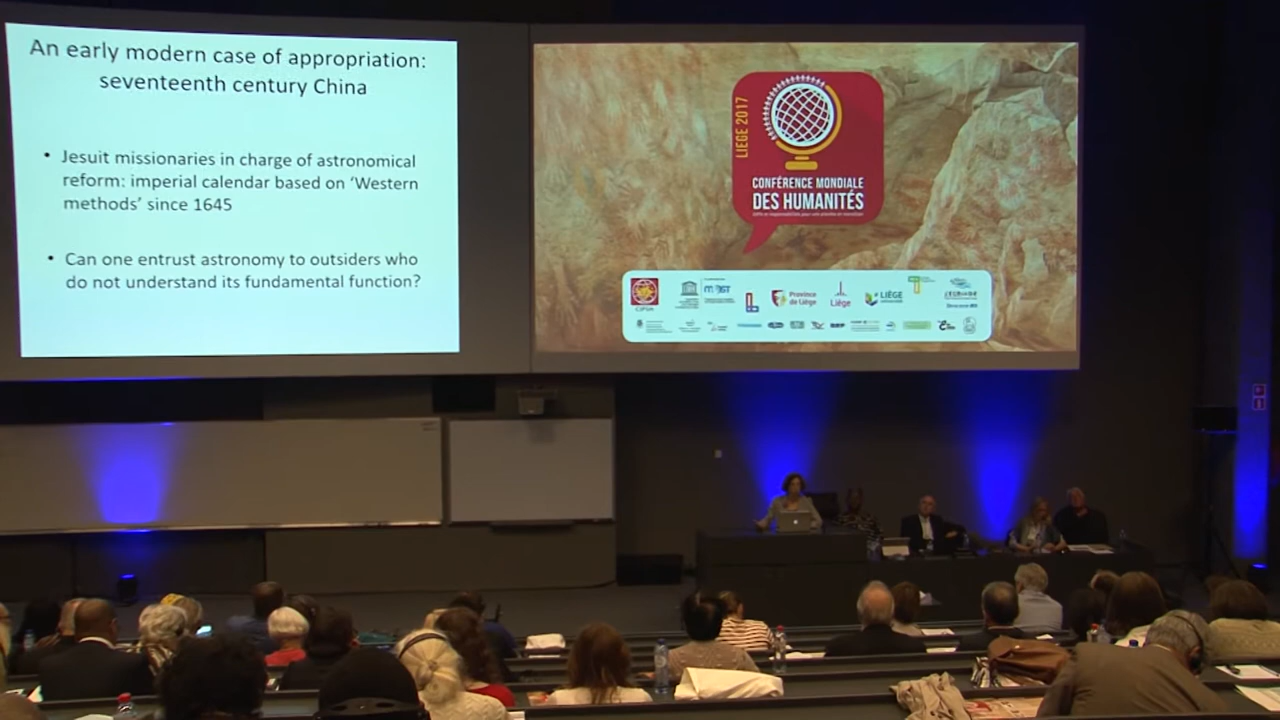 An early modern case of appropriation:
seventeenth century China
• Jesuit missionaries in charge of astronomical
reform: imperial calendar based on ‘Western
methods’ since 1645
• Can one entrust astronomy to outsiders who
do not understand its fundamental function?
LIEGE 2017
CONFÉRENCE MONDIALE
DES HUMANITÉS
Province
de Liège
Liège
LIÈGE